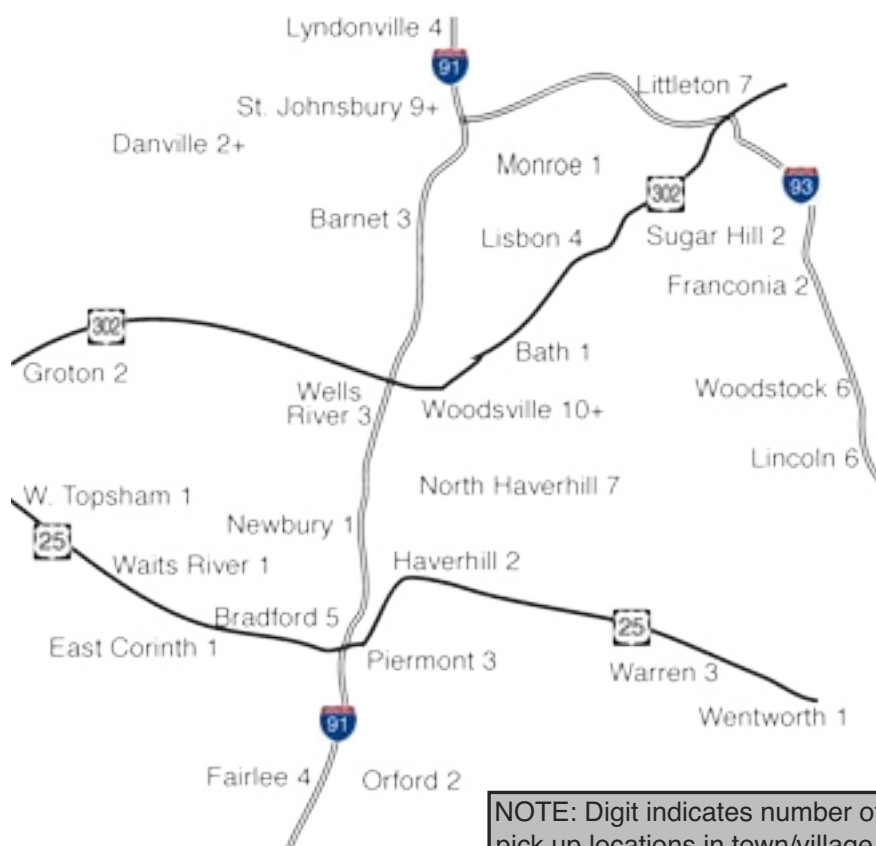 Lyndonville 4
91
Littleton 7
St. Johnsbury 9+
Danville 2+
Monroe 1
93
302
Barnet 3
Lisbon 4
Sugar Hill 2
Franconia 2
302
Bath 1
Groton 2
Wells
River 3
Woodsville 10+
Woodstock 6
Lincoln 6
North Haverhill 7
W. Topsham 1
Newbury 1
25
Waits River 1
Haverhill 2
Bradford 5
25
East Corinth 1
Piermont 3
Warren 3
Wentworth 1
91
Fairlee 4
Orford 2
NOTE: Digit indicates number of
pick up locations in town/village